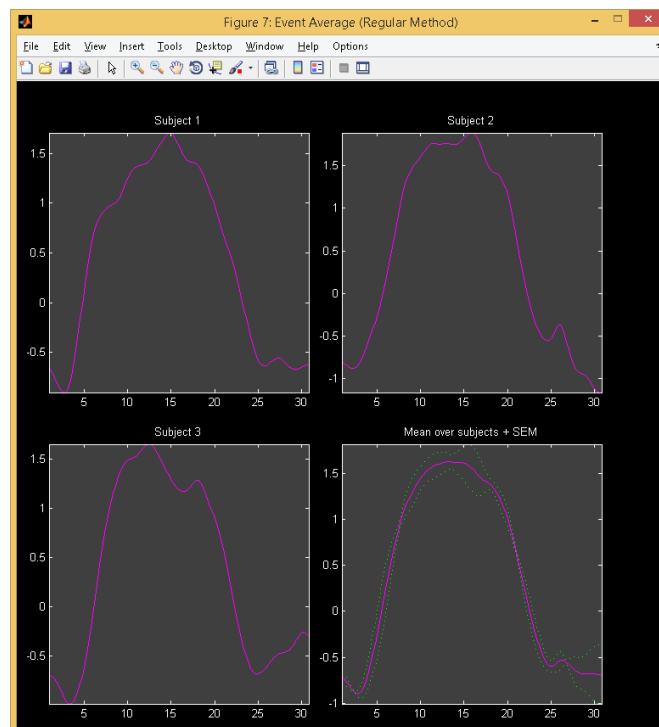 Figure 7: Event Average (Regular Method)
File Edit View Insert Tools Desktop Window Help Options
Subject 1
1.5
1
0.5
0
-0.5
5 10 15 20 25 30
Subject 2
1.5
1
0.5
0
-0.5
-1
5 10 15 20 25 30
Subject 3
1.5
1
0.5
0
-0.5
5 10 15 20 25 30
Mean over subjects + SEM
1.5
1
0.5
0
-0.5
-1
5 10 15 20 25 30